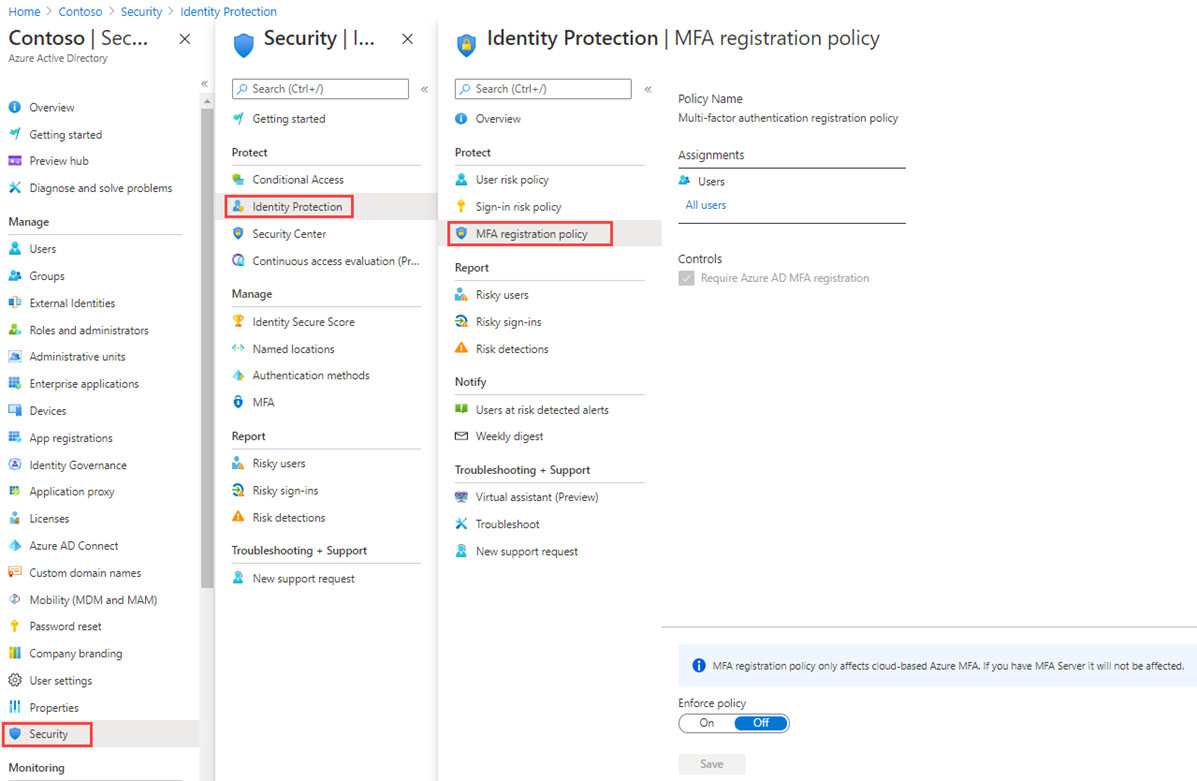 Home > Contoso > Security > Identity Protection
Contoso | Sec...
Azure Active Directory
Overview
Getting started
Preview hub
Diagnose and solve problems
Manage
Users
Groups
External Identities
Roles and administrators
Administrative units
Enterprise applications
Devices
App registrations
Identity Governance
Application proxy
Licenses
Azure AD Connect
Custom domain names
Mobility (MDM and MAM)
Password reset
Company branding
User settings
Properties
Security
Monitoring
Security | I...
Search (Ctrl+/)
Getting started
Protect
Conditional Access
Identity Protection
Security Center
Continuous access evaluation (Pr...
Manage
Identity Secure Score
Named locations
Authentication methods
MFA
Report
Risky users
Risky sign-ins
Risk detections
Troubleshooting + Support
New support request
Identity Protection | MFA registration policy
Search (Ctrl+/)
Overview
Protect
User risk policy
Sign-in risk policy
MFA registration policy
Report
Risky users
Risky sign-ins
Risk detections
Notify
Users at risk detected alerts
Weekly digest
Troubleshooting + Support
Virtual assistant (Preview)
Troubleshoot
New support request
Policy Name
Multi-factor authentication registration policy
Assignments
Users
All users
Controls
Require Azure AD MFA registration
MFA registration policy only affects cloud-based Azure MFA. If you have MFA Server it will not be affected.
Enforce policy
On Off
Save